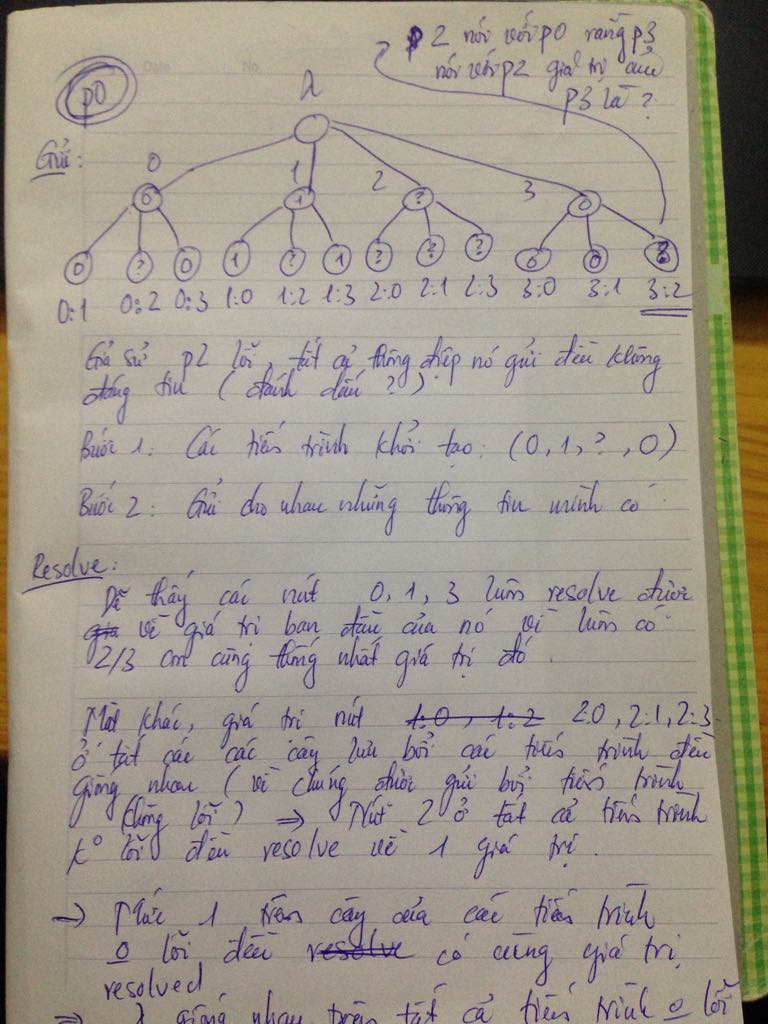 p2 nói với p0 rằng p3
nói với p2 giá trị của
p3 là ?
Date No.
p0
λ
Gửi:
0 1 2 3
0 1 ? 0
0 ? 0 1 ? 1 ? ? ? 0 0
0:1 0:2 0:3 1:0 1:2 1:3 2:0 2:1 2:3 3:0 3:1 3:2
Giả sử p2 lỗi, tất cả thông điệp nó gửi đều không
đáng tin (đánh dấu ?)
Bước 1: Các tiến trình khởi tạo: (0, 1, ?, 0)
Bước 2: Gửi cho nhau những thông tin mình có
Resolve:
Dễ thấy các nút 0, 1, 3 luôn resolve được
giá về giá trị ban đầu của nó vì luôn có
2/3 con cùng thống nhất giá trị đó.
Mặt khác, giá trị nút 1:0, 1:2 2:0, 2:1, 2:3
ở tất các các cây lưu bởi các tiến trình đều
giống nhau (vì chúng được gửi bởi tiến trình
không lỗi) ⇒ Nút 2 ở tất cả tiến trình
k° lỗi đều resolve về 1 giá trị.
→ Mức 1 trên cây của các tiến trình
o lỗi đều resolve có cùng giá trị
resolved
⇒ λ giống nhau trên tất cả tiến trình o lỗi